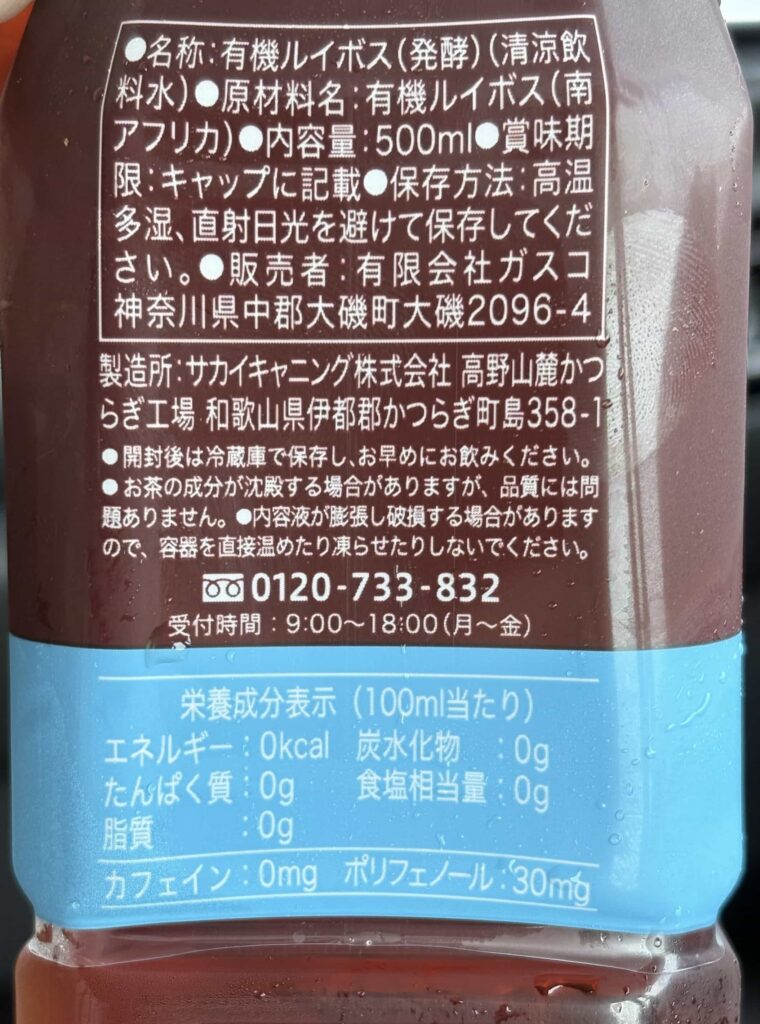 ●名称:有機ルイボス(発酵)(清涼飲
料水)●原材料名:有機ルイボス(南
アフリカ)●内容量:500ml●賞味期
限:キャップに記載●保存方法:高温
多湿、直射日光を避けて保存してくだ
さい。●販売者:有限会社ガスコ
神奈川県中郡大磯町大磯2096-4
製造所:サカイキャニング株式会社 高野山麓かつ
らぎ工場 和歌山県伊都郡かつらぎ町島358-1
●開封後は冷蔵庫で保存し、お早めにお飲みください。
●お茶の成分が沈殿する場合がありますが、品質には問
題ありません。●内容液が膨張し破損する場合があります
ので、容器を直接温めたり凍らせたりしないでください。
0120-733-832
受付時間:9:00〜18:00(月〜金)
栄養成分表示(100ml当たり)
エネルギー:0kcal 炭水化物 :0g
たんぱく質:0g 食塩相当量:0g
脂質 :0g
カフェイン:0mg ポリフェノール:30mg